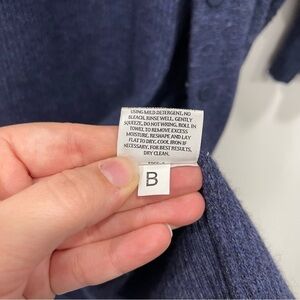 USING MILD DETERGENT, NO
BLEACH, RINSE WELL, GENTLY
SQUEEZE, DO NOT WRING. ROLL IN
TOWEL TO REMOVE EXCESS
MOISTURE, RESHAPE AND LAY
FLAT TO DRY, COOL IRON IF
NECESSARY, FOR BEST RESULTS,
DRY CLEAN.
B